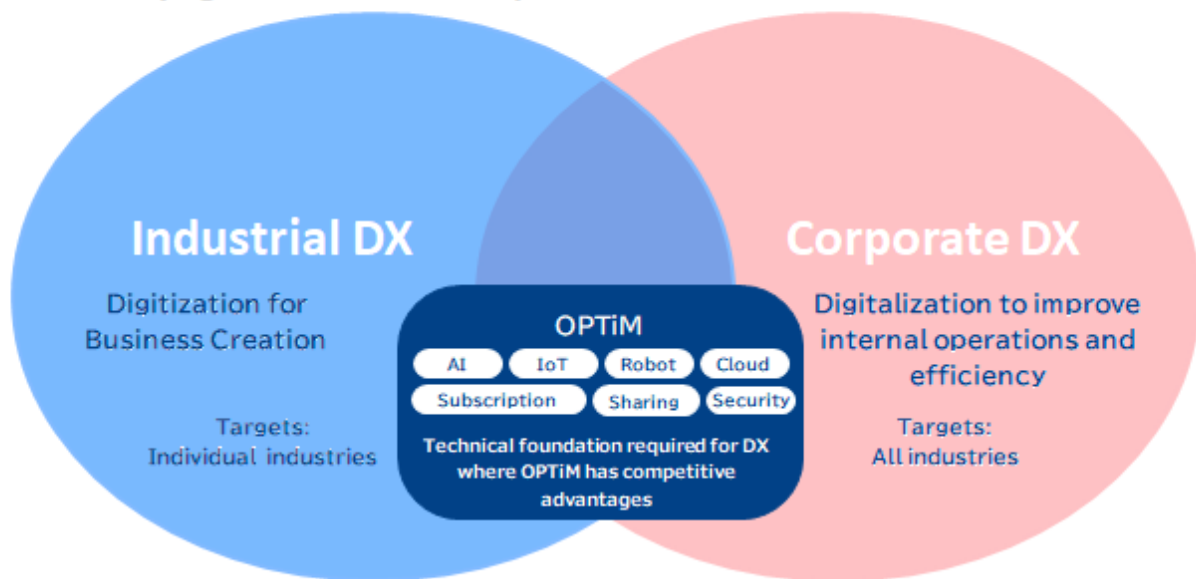 Industrial DX
Digitization for
Business Creation
Targets:
Individual industries
Corporate DX
Digitalization to improve
internal operations and
efficiency
Targets:
All industries
OPTiM
AI IoT Robot Cloud
Subscription Sharing Security
Technical foundation required for DX
where OPTiM has competitive
advantages